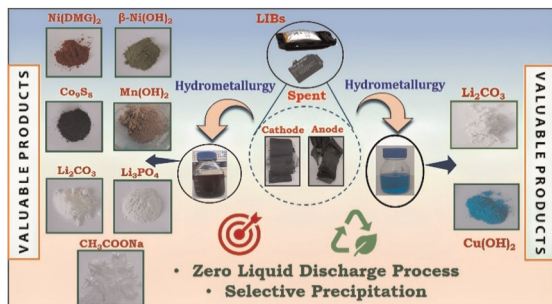 Ni(DMG)₂
β-Ni(OH)₂
LIBs
Hydrometallurgy
Hydrometallurgy
Spent
Co₉S₈
Mn(OH)₂
Li₂CO₃
Cathode
Anode
VALUABLE PRODUCTS
VALUABLE PRODUCTS
Li₂CO₃
Li₃PO₄
Cu(OH)₂
CH₃COONa
• Zero Liquid Discharge Process
• Selective Precipitation